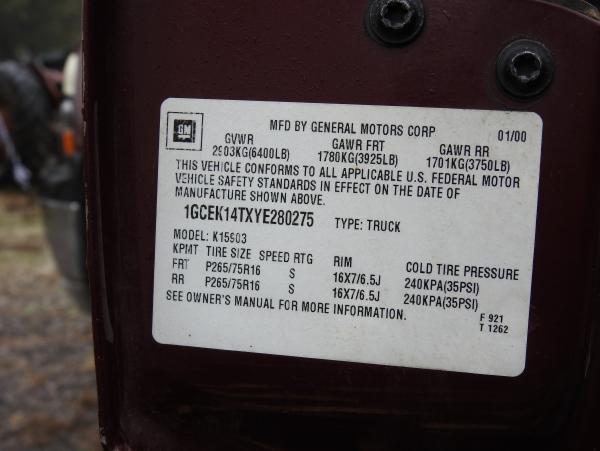 GM
MFD BY GENERAL MOTORS CORP 01/00
GVWR GAWR FRT GAWR RR
2903KG(6400LB) 1780KG(3925LB) 1701KG(3750LB)
THIS VEHICLE CONFORMS TO ALL APPLICABLE U.S. FEDERAL MOTOR
VEHICLE SAFETY STANDARDS IN EFFECT ON THE DATE OF
MANUFACTURE SHOWN ABOVE.
1GCEK14TXYE280275 TYPE: TRUCK
MODEL: K15903
KPMT TIRE SIZE SPEED RTG RIM COLD TIRE PRESSURE
FRT P265/75R16 S 16X7/6.5J 240KPA(35PSI)
RR P265/75R16 S 16X7/6.5J 240KPA(35PSI)
SEE OWNER'S MANUAL FOR MORE INFORMATION.
F 921
T 1262